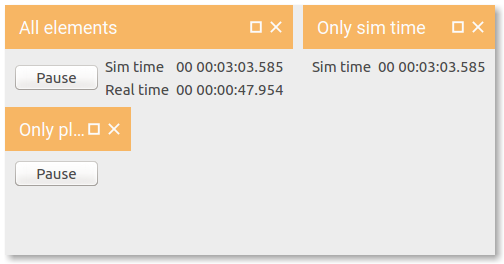 All elements
Only sim time
Pause
Sim time 00 00:03:03.585
Real time 00 00:00:47.954
Sim time 00 00:03:03.585
Only pl...
Pause